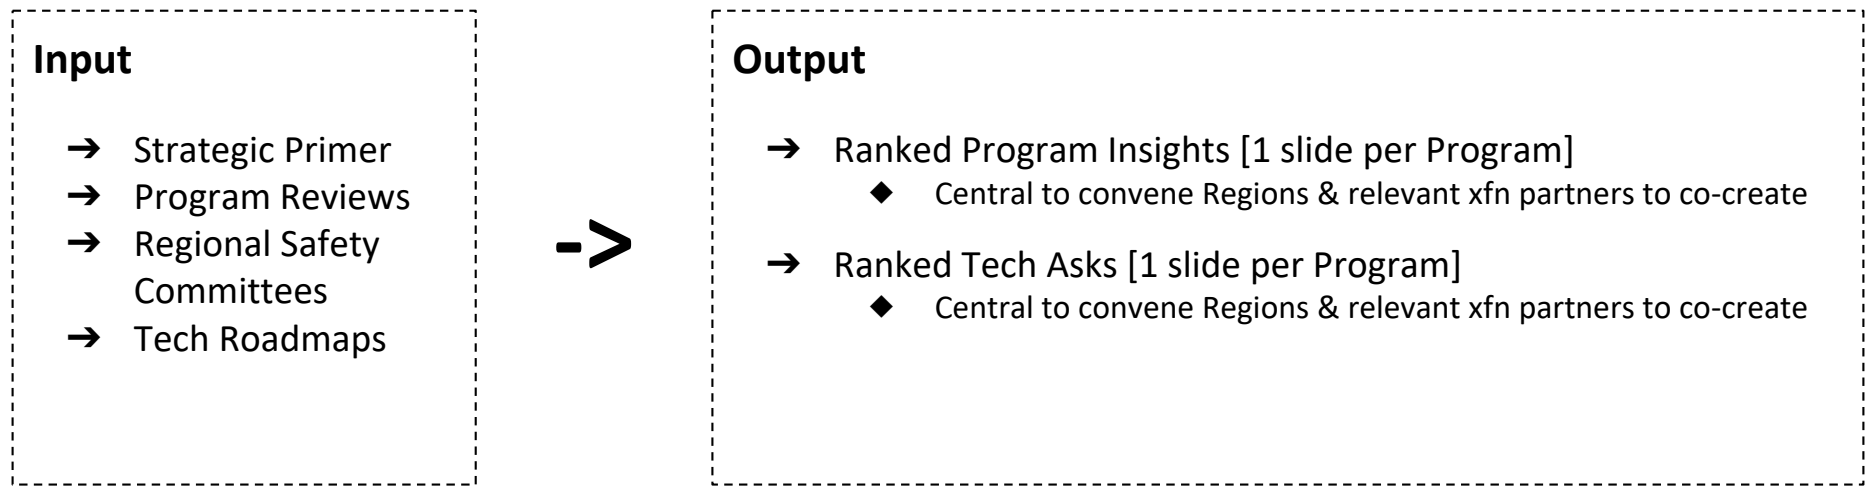 Input
➔ Strategic Primer
➔ Program Reviews
➔ Regional Safety
Committees
➔ Tech Roadmaps
->
Output
➔ Ranked Program Insights [1 slide per Program]
◆ Central to convene Regions & relevant xfn partners to co-create
➔ Ranked Tech Asks [1 slide per Program]
◆ Central to convene Regions & relevant xfn partners to co-create